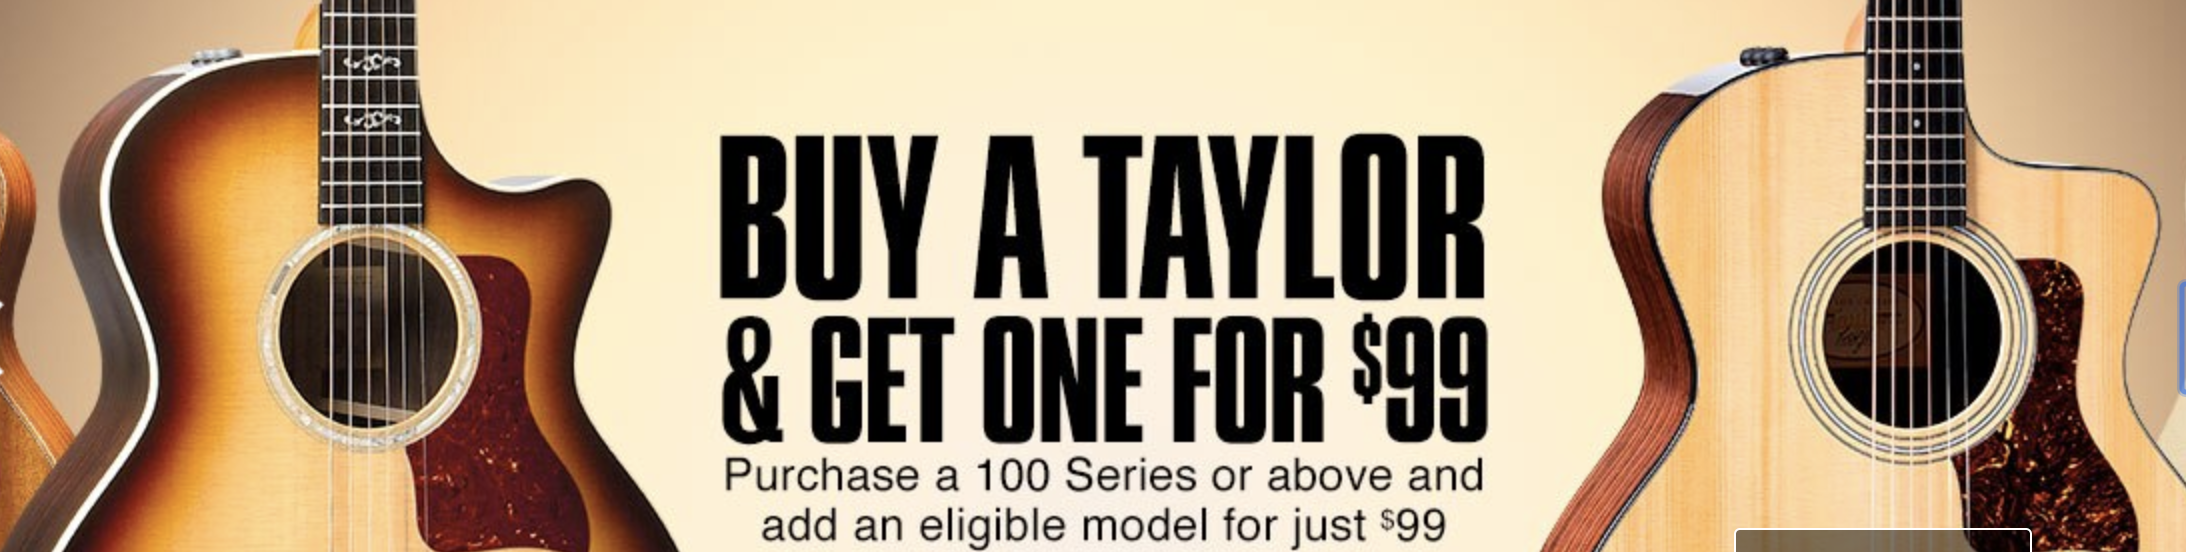 BUY A TAYLOR
& GET ONE FOR $99
Purchase a 100 Series or above and
add an eligible model for just $99